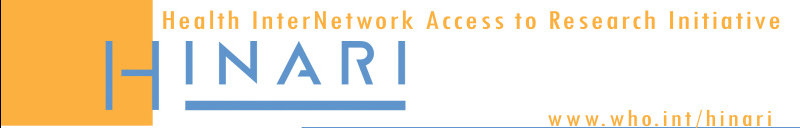 Health InterNetwork Access to Research Initiative
HINARI
www.who.int/hinari